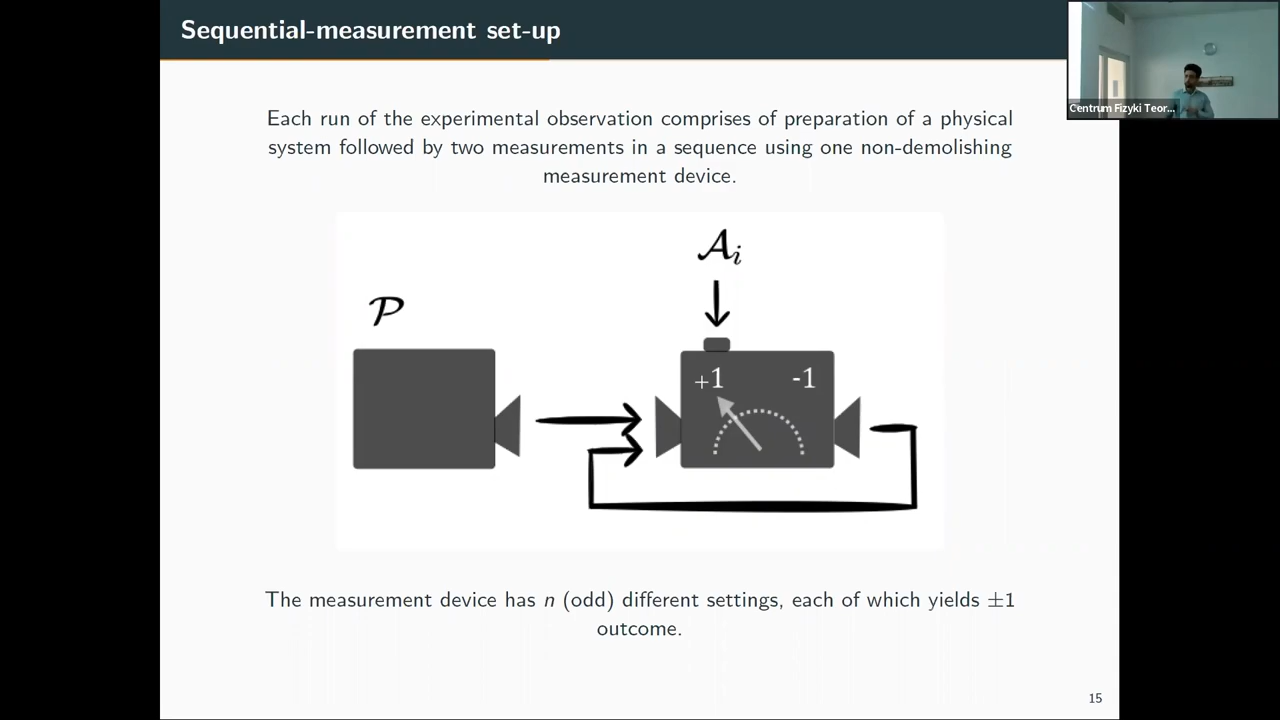 Sequential-measurement set-up
Centrum Fizyki Teor...
Each run of the experimental observation comprises of preparation of a physical
system followed by two measurements in a sequence using one non-demolishing
measurement device.
𝒜ᵢ
𝒫
+1 -1
The measurement device has n (odd) different settings, each of which yields ±1
outcome.
15